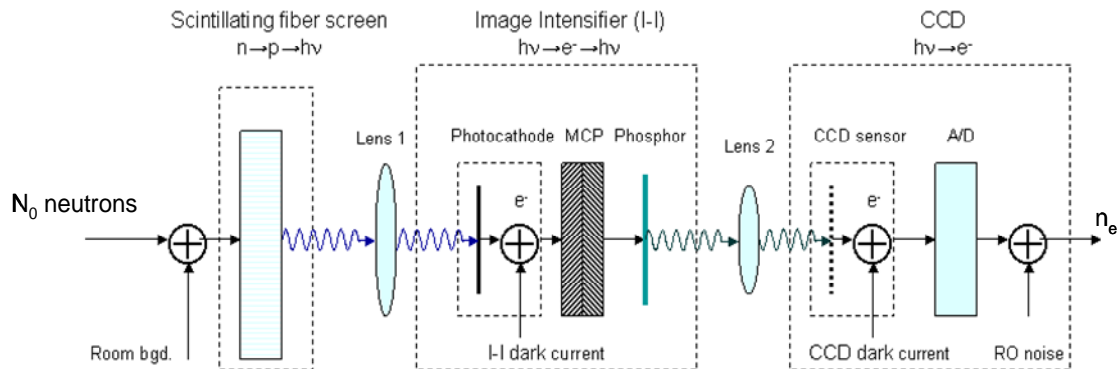 Scintillating fiber screen
n→p→hν
Image Intensifier (I-I)
hν→e⁻→hν
CCD
hν→e⁻
Lens 1
Photocathode
MCP
Phosphor
Lens 2
CCD sensor
A/D
e⁻
e⁻
N₀ neutrons
nₑ
Room bgd.
I-I dark current
CCD dark current
RO noise